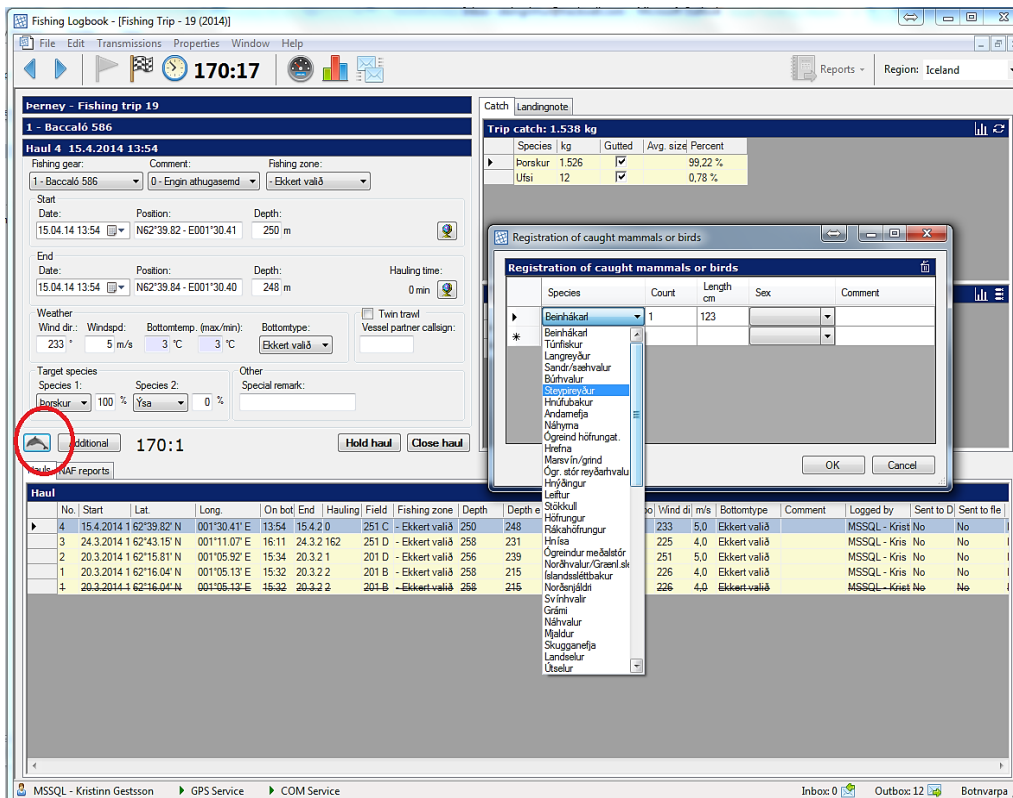 Fishing Logbook - [Fishing Trip - 19 (2014)]
File Edit Transmissions Properties Window Help
170:17
Reports
Region: Iceland
Þerney - Fishing trip 19
1 - Baccaló 586
Haul 4 15.4.2014 13:54
Fishing gear: Comment: Fishing zone:
1 - Baccaló 586 0 - Engin athugasemd - Ekkert valið
Start
Date: Position: Depth:
15.04.14 13:54 N62°39.82 - E001°30.41 250 m
End
Date: Position: Depth: Hauling time:
15.04.14 13:54 N62°39.84 - E001°30.40 248 m 0 min
Weather
Wind dir.: Windspd: Bottomtemp. (max/min): Bottomtype:
233 ° 5 m/s 3 °C 3 °C Ekkert valið
Twin trawl
Vessel partner callsign:
Target species
Species 1: Species 2:
Þorskur 100 % Ýsa 0 %
Other
Special remark:
Additional 170:1 Hold haul Close haul
Catch Landingnote
Trip catch: 1.538 kg
Species kg Gutted Avg. size Percent
Þorskur 1.526 99,22 %
Ufsi 12 0,78 %
Registration of caught mammals or birds
Registration of caught mammals or birds
Species Count Length cm Sex Comment
Beinhákarl 1 123
Beinhákarl
Túnfiskur
Langreyður
Sandr/sæhvalur
Búrhvalur
Steypireyður
Hnúfubakur
Andarnefja
Náhyrna
Ógreind höfrungat.
Hrefna
Marsvín/grind
Ógr. stór reyðarhvalu
Hnýðingur
Leiftur
Stökkull
Höfrungur
Rákahöfrungur
Hnísa
Ógreindur meðalstór
Norðhvalur/Grænl.sle
Íslandssléttbakur
Norðsnjáldri
Svínhvalir
Grámi
Náhvalur
Mjaldur
Skugganefja
Landselur
Útselur
OK Cancel
Hauls NAF reports
Haul
No. Start Lat. Long. On bot End Hauling Field Fishing zone Depth Depth e Wind di m/s Bottomtype Comment Logged by Sent to D Sent to fle
4 15.4.2014 1 62°39.82' N 001°30.41' E 13:54 15.4.2 0 251 C - Ekkert valið 250 248 233 5,0 Ekkert valið MSSQL - Krist No No
3 24.3.2014 1 62°43.15' N 001°11.07' E 16:11 24.3.2 162 251 D - Ekkert valið 258 231 225 4,0 Ekkert valið MSSQL - Kris No No
2 20.3.2014 1 62°15.81' N 001°05.92' E 15:34 20.3.2 1 201 D - Ekkert valið 256 239 251 5,0 Ekkert valið MSSQL - Kris No No
1 20.3.2014 1 62°16.04' N 001°05.13' E 15:32 20.3.2 2 201 B - Ekkert valið 258 215 226 4,0 Ekkert valið MSSQL - Kris No No
1 20.3.2014 1 62°16.04' N 001°05.13' E 15:32 20.3.2 2 201 B - Ekkert valið 258 215 226 4,0 Ekkert valið MSSQL - Krist No No
MSSQL - Kristinn Gestsson GPS Service COM Service Inbox: 0 Outbox: 12 Botnvarpa